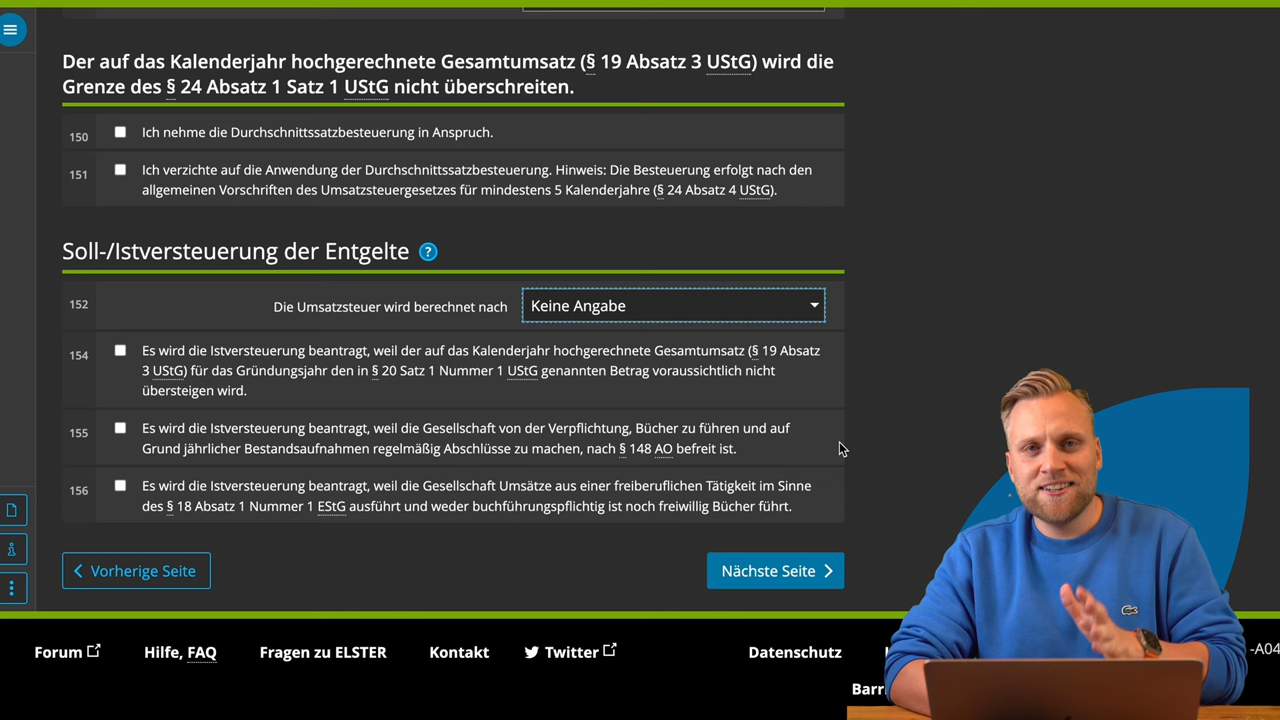 Der auf das Kalenderjahr hochgerechnete Gesamtumsatz (§ 19 Absatz 3 UStG) wird die
Grenze des § 24 Absatz 1 Satz 1 UStG nicht überschreiten.
150 Ich nehme die Durchschnittssatzbesteuerung in Anspruch.
151 Ich verzichte auf die Anwendung der Durchschnittssatzbesteuerung. Hinweis: Die Besteuerung erfolgt nach den
allgemeinen Vorschriften des Umsatzsteuergesetzes für mindestens 5 Kalenderjahre (§ 24 Absatz 4 UStG).
Soll-/Istversteuerung der Entgelte ?
152 Die Umsatzsteuer wird berechnet nach Keine Angabe
154 Es wird die Istversteuerung beantragt, weil der auf das Kalenderjahr hochgerechnete Gesamtumsatz (§ 19 Absatz
3 UStG) für das Gründungsjahr den in § 20 Satz 1 Nummer 1 UStG genannten Betrag voraussichtlich nicht
übersteigen wird.
155 Es wird die Istversteuerung beantragt, weil die Gesellschaft von der Verpflichtung, Bücher zu führen und auf
Grund jährlicher Bestandsaufnahmen regelmäßig Abschlüsse zu machen, nach § 148 AO befreit ist.
156 Es wird die Istversteuerung beantragt, weil die Gesellschaft Umsätze aus einer freiberuflichen Tätigkeit im Sinne
des § 18 Absatz 1 Nummer 1 EStG ausführt und weder buchführungspflichtig ist noch freiwillig Bücher führt.
Vorherige Seite Nächste Seite
Forum Hilfe, FAQ Fragen zu ELSTER Kontakt Twitter Datenschutz -A04
Barri